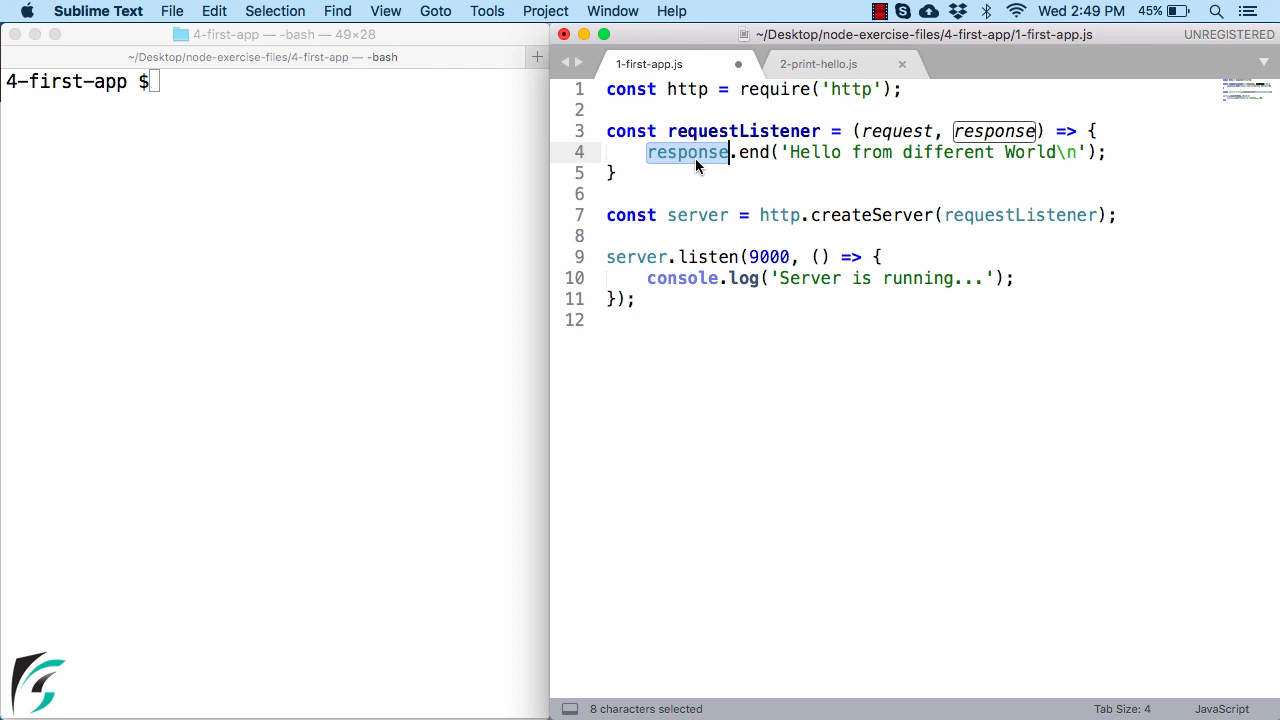 Sublime Text File Edit Selection Find View Goto Tools Project Window Help Wed 2:49 PM 45%
4-first-app — -bash — 49×28
~/Desktop/node-exercise-files/4-first-app — -bash
4-first-app $
~/Desktop/node-exercise-files/4-first-app/1-first-app.js UNREGISTERED
1-first-app.js 2-print-hello.js
1 const http = require('http');
2
3 const requestListener = (request, response) => {
4 response.end('Hello from different World\n');
5 }
6
7 const server = http.createServer(requestListener);
8
9 server.listen(9000, () => {
10 console.log('Server is running...');
11 });
12
8 characters selected Tab Size: 4 JavaScript